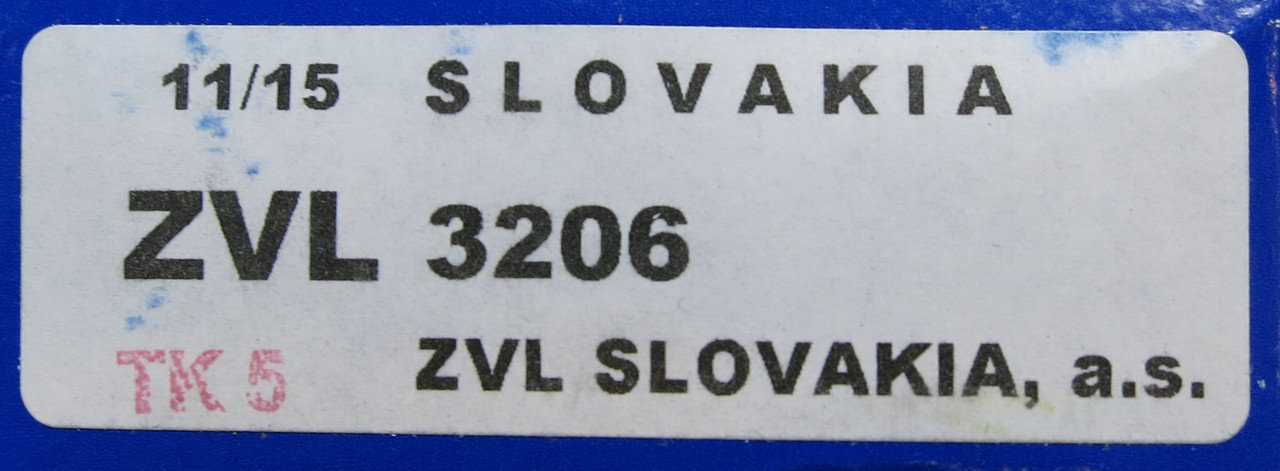 11/15 SLOVAKIA
ZVL 3206
TK 5 ZVL SLOVAKIA, a.s.